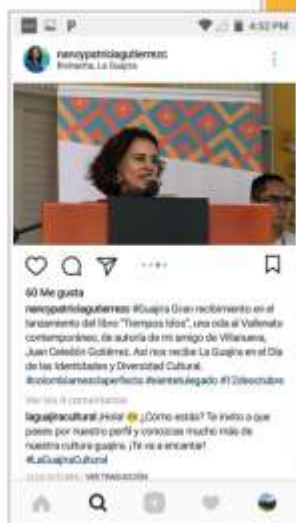 4:52 PM
nancypatriciagutierrezc
Riohacha, La Guajira
60 Me gusta
nancypatriciagutierrezc #Guajira Gran recibimiento en el
lanzamiento del libro "Tiempos Idos", una oda al Vallenato
contemporáneo, de autoría de mi amigo de Villanueva,
Juan Celedón Gutiérrez. Así nos recibe La Guajira en el Día
de las Identidades y Diversidad Cultural.
#colombiamezclaperfecta #sientetulegado #12deoctubre
Ver los 4 comentarios
laguajiracultural ¡Hola! ¿Cómo estás? Te invito a que
pases por nuestro perfil y conozcas mucho más de
nuestra cultura guajira. ¡Te va a encantar!
#LaGuajiraCultural
VER TRADUCCIÓN